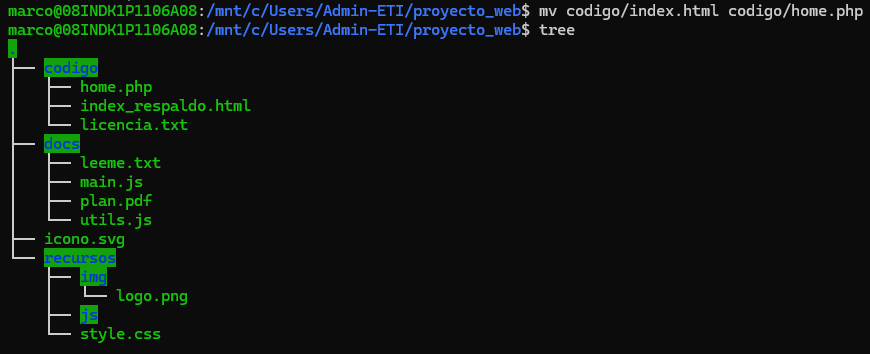 marco@08INDK1P1106A08:/mnt/c/Users/Admin-ETI/proyecto_web$ mv codigo/index.html codigo/home.php
marco@08INDK1P1106A08:/mnt/c/Users/Admin-ETI/proyecto_web$ tree
.
├── codigo
│   ├── home.php
│   ├── index_respaldo.html
│   └── licencia.txt
├── docs
│   ├── leeme.txt
│   ├── main.js
│   ├── plan.pdf
│   └── utils.js
├── icono.svg
└── recursos
    ├── img
    │   └── logo.png
    ├── js
    └── style.css